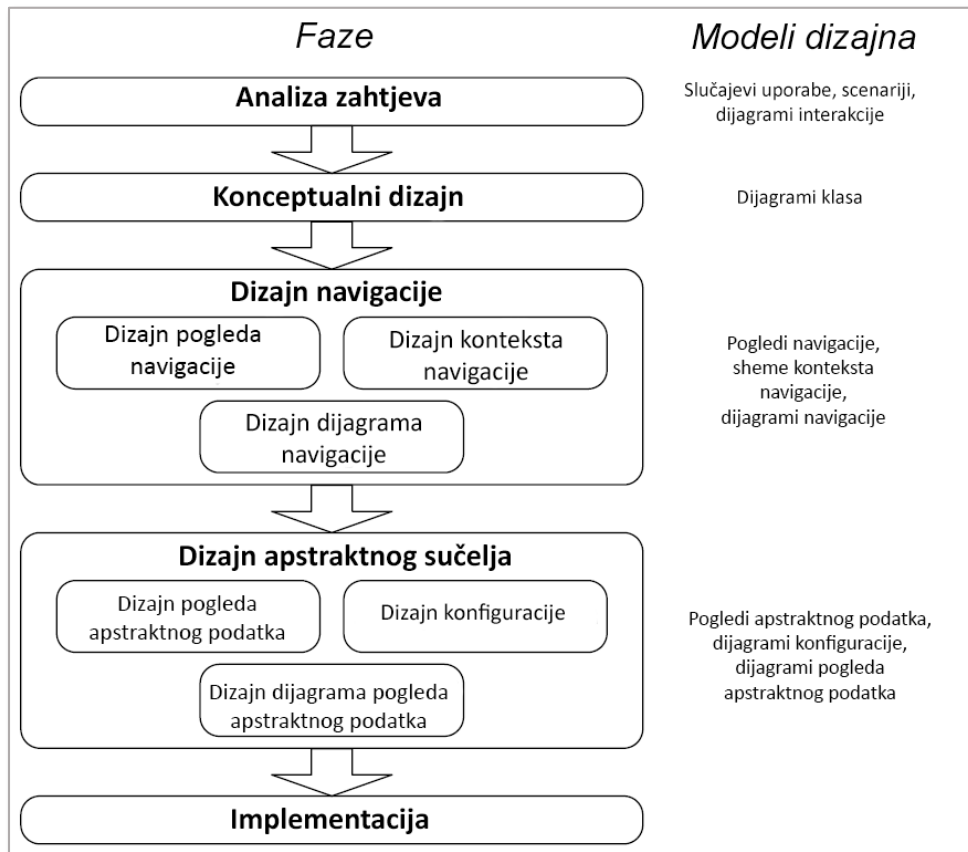 Faze
Modeli dizajna
Analiza zahtjeva
Slučajevi uporabe, scenariji,
dijagrami interakcije
Konceptualni dizajn
Dijagrami klasa
Dizajn navigacije
Dizajn pogleda
navigacije
Dizajn konteksta
navigacije
Dizajn dijagrama
navigacije
Pogledi navigacije,
sheme konteksta
navigacije,
dijagrami navigacije
Dizajn apstraktnog sučelja
Dizajn pogleda
apstraktnog podatka
Dizajn konfiguracije
Dizajn dijagrama pogleda
apstraktnog podatka
Pogledi apstraktnog podatka,
dijagrami konfiguracije,
dijagrami pogleda
apstraktnog podatka
Implementacija